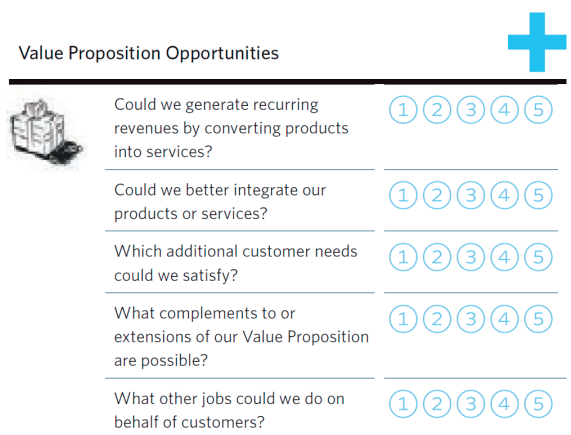 Value Proposition Opportunities
Could we generate recurring
revenues by converting products
into services?
1 2 3 4 5
Could we better integrate our
products or services?
1 2 3 4 5
Which additional customer needs
could we satisfy?
1 2 3 4 5
What complements to or
extensions of our Value Proposition
are possible?
1 2 3 4 5
What other jobs could we do on
behalf of customers?
1 2 3 4 5